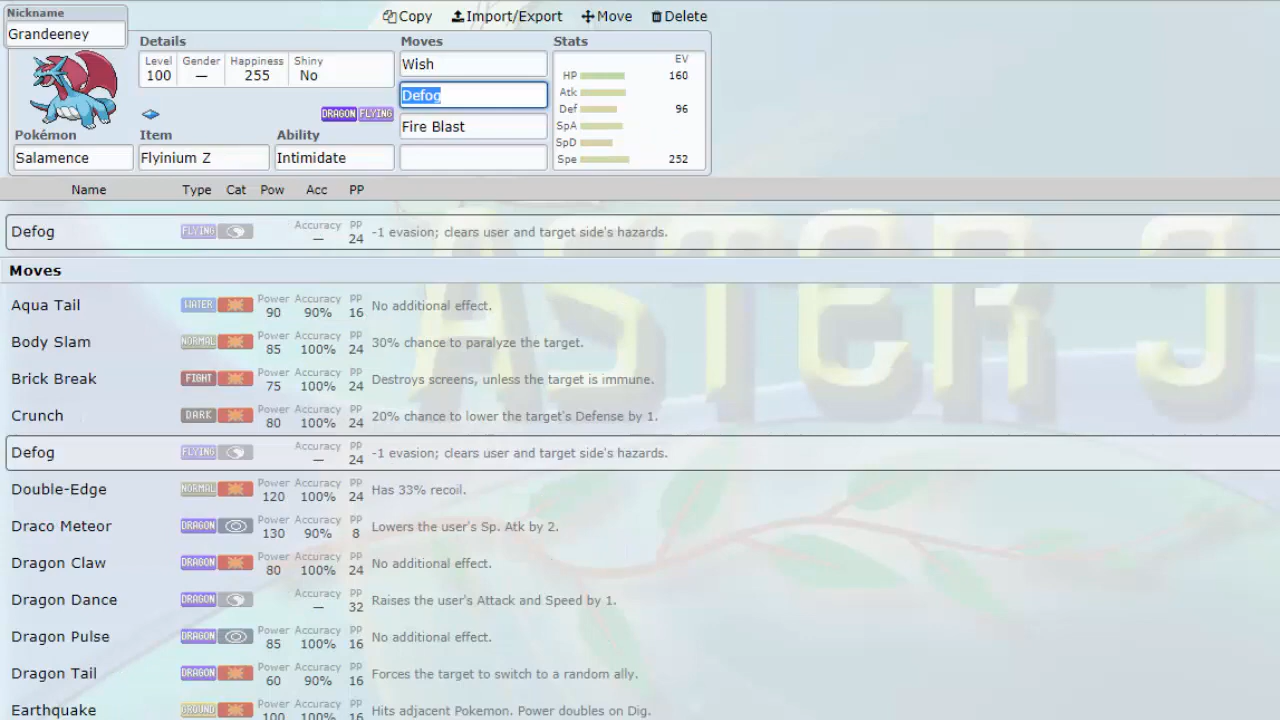 Nickname
Grandeeney
Copy Import/Export Move Delete
Details
Level Gender Happiness Shiny
100 — 255 No
DRAGON FLYING
Pokémon Item Ability
Salamence Flyinium Z Intimidate
Moves
Wish
Defog
Fire Blast
Stats
EV
HP 160
Atk
Def 96
SpA
SpD
Spe 252
Name Type Cat Pow Acc PP
Defog FLYING Accuracy — PP 24 -1 evasion; clears user and target side's hazards.
Moves
Aqua Tail WATER Power 90 Accuracy 90% PP 16 No additional effect.
Body Slam NORMAL Power 85 Accuracy 100% PP 24 30% chance to paralyze the target.
Brick Break FIGHT Power 75 Accuracy 100% PP 24 Destroys screens, unless the target is immune.
Crunch DARK Power 80 Accuracy 100% PP 24 20% chance to lower the target's Defense by 1.
Defog FLYING Accuracy — PP 24 -1 evasion; clears user and target side's hazards.
Double-Edge NORMAL Power 120 Accuracy 100% PP 24 Has 33% recoil.
Draco Meteor DRAGON Power 130 Accuracy 90% PP 8 Lowers the user's Sp. Atk by 2.
Dragon Claw DRAGON Power 80 Accuracy 100% PP 24 No additional effect.
Dragon Dance DRAGON Accuracy — PP 32 Raises the user's Attack and Speed by 1.
Dragon Pulse DRAGON Power 85 Accuracy 100% PP 16 No additional effect.
Dragon Tail DRAGON Power 60 Accuracy 90% PP 16 Forces the target to switch to a random ally.
Earthquake GROUND Power 100 Accuracy 100% PP 16 Hits adjacent Pokemon. Power doubles on Dig.
ASTER J